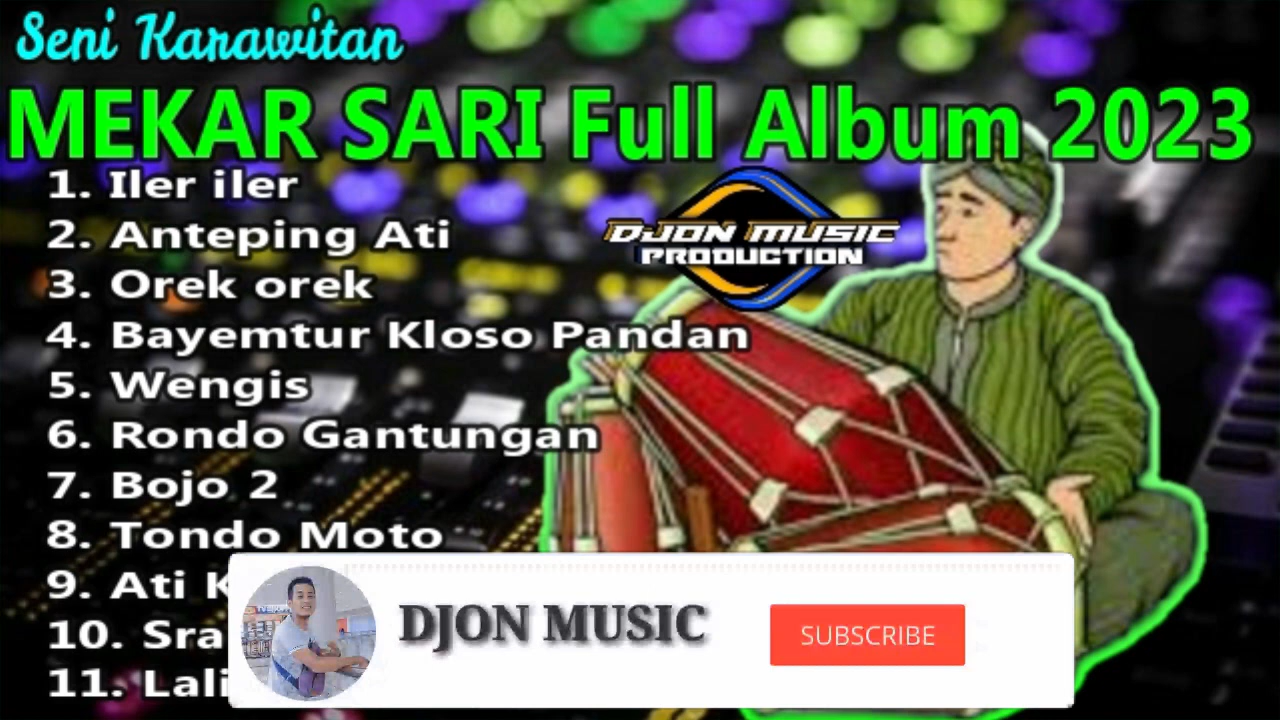 Seni Karawitan
MEKAR SARI Full Album 2023
1. Iler iler
2. Anteping Ati
3. Orek orek
4. Bayemtur Kloso Pandan
5. Wengis
6. Rondo Gantungan
7. Bojo 2
8. Tondo Moto
9. Ati
10. Sra
11. Lali
DJON MUSIC
PRODUCTION
DJON MUSIC
SUBSCRIBE